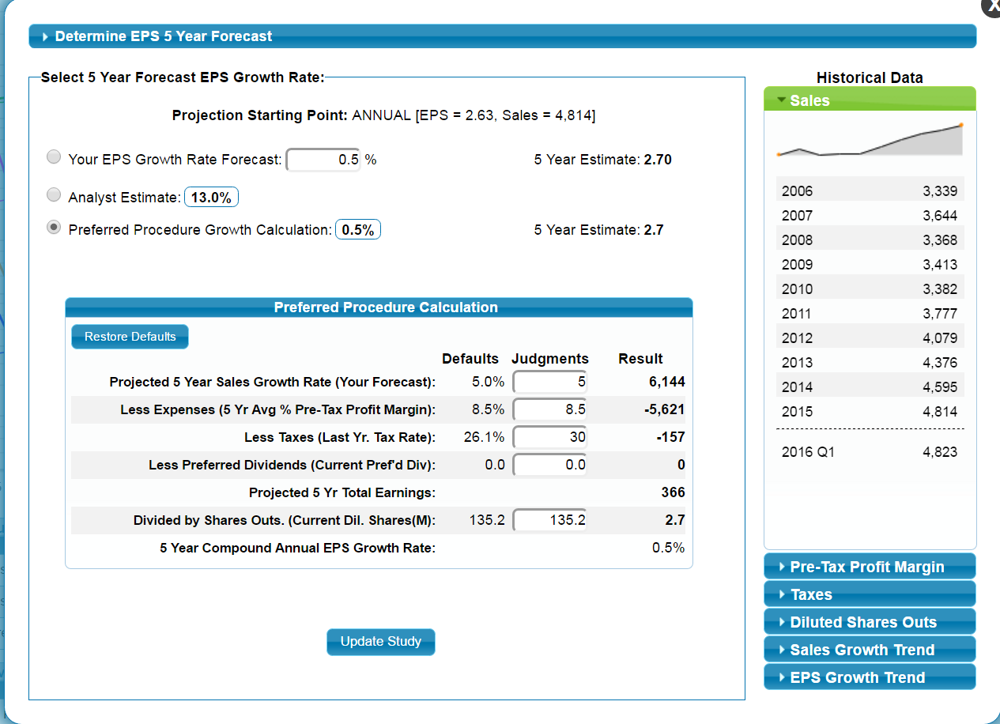 X
Determine EPS 5 Year Forecast
Select 5 Year Forecast EPS Growth Rate:
Projection Starting Point: ANNUAL [EPS = 2.63, Sales = 4,814]
Your EPS Growth Rate Forecast: 0.5 % 5 Year Estimate: 2.70
Analyst Estimate: 13.0%
Preferred Procedure Growth Calculation: 0.5% 5 Year Estimate: 2.7
Preferred Procedure Calculation
Restore Defaults
Defaults Judgments Result
Projected 5 Year Sales Growth Rate (Your Forecast): 5.0% 5 6,144
Less Expenses (5 Yr Avg % Pre-Tax Profit Margin): 8.5% 8.5 -5,621
Less Taxes (Last Yr. Tax Rate): 26.1% 30 -157
Less Preferred Dividends (Current Pref'd Div): 0.0 0.0 0
Projected 5 Yr Total Earnings: 366
Divided by Shares Outs. (Current Dil. Shares(M): 135.2 135.2 2.7
5 Year Compound Annual EPS Growth Rate: 0.5%
Update Study
Historical Data
Sales
2006 3,339
2007 3,644
2008 3,368
2009 3,413
2010 3,382
2011 3,777
2012 4,079
2013 4,376
2014 4,595
2015 4,814
2016 Q1 4,823
Pre-Tax Profit Margin
Taxes
Diluted Shares Outs
Sales Growth Trend
EPS Growth Trend